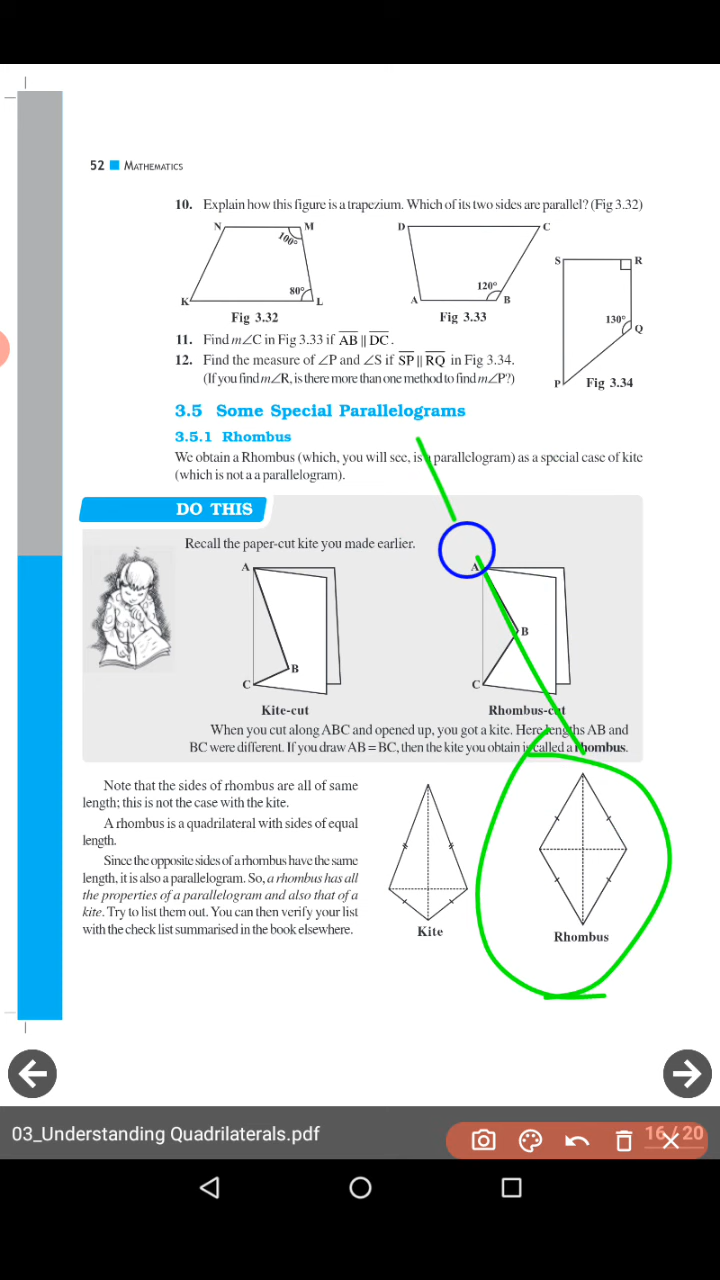 52 ■ MATHEMATICS
10. Explain how this figure is a trapezium. Which of its two sides are parallel? (Fig 3.32)
N M 100° 80° K L
Fig 3.32
D C 120° A B
Fig 3.33
S R 130° Q P
Fig 3.34
11. Find m∠C in Fig 3.33 if AB || DC.
12. Find the measure of ∠P and ∠S if SP || RQ in Fig 3.34.
(If you find m∠R, is there more than one method to find m∠P?)
3.5 Some Special Parallelograms
3.5.1 Rhombus
We obtain a Rhombus (which, you will see, is a parallelogram) as a special case of kite
(which is not a a parallelogram).
DO THIS
Recall the paper-cut kite you made earlier.
A B C
Kite-cut
A B C
Rhombus-cut
When you cut along ABC and opened up, you got a kite. Here lengths AB and
BC were different. If you draw AB = BC, then the kite you obtain is called a rhombus.
Note that the sides of rhombus are all of same
length; this is not the case with the kite.
A rhombus is a quadrilateral with sides of equal
length.
Since the opposite sides of a rhombus have the same
length, it is also a parallelogram. So, a rhombus has all
the properties of a parallelogram and also that of a
kite. Try to list them out. You can then verify your list
with the check list summarised in the book elsewhere.
Kite
Rhombus
03_Understanding Quadrilaterals.pdf
16/20